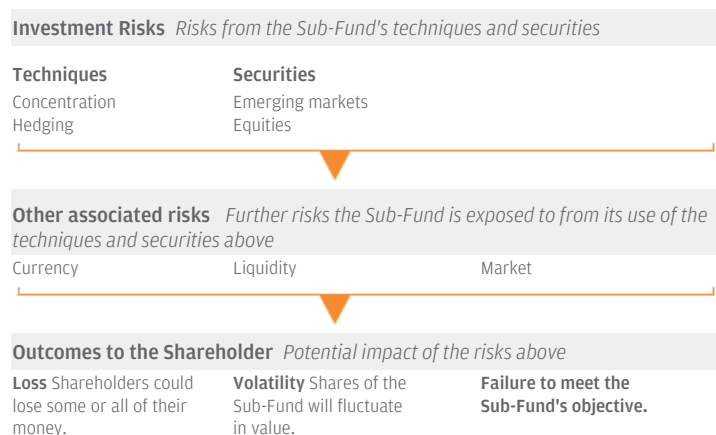 Investment Risks Risks from the Sub-Fund's techniques and securities
Techniques
Concentration
Hedging
Securities
Emerging markets
Equities
Other associated risks Further risks the Sub-Fund is exposed to from its use of the
techniques and securities above
Currency Liquidity Market
Outcomes to the Shareholder Potential impact of the risks above
Loss Shareholders could
lose some or all of their
money.
Volatility Shares of the
Sub-Fund will fluctuate
in value.
Failure to meet the
Sub-Fund's objective.